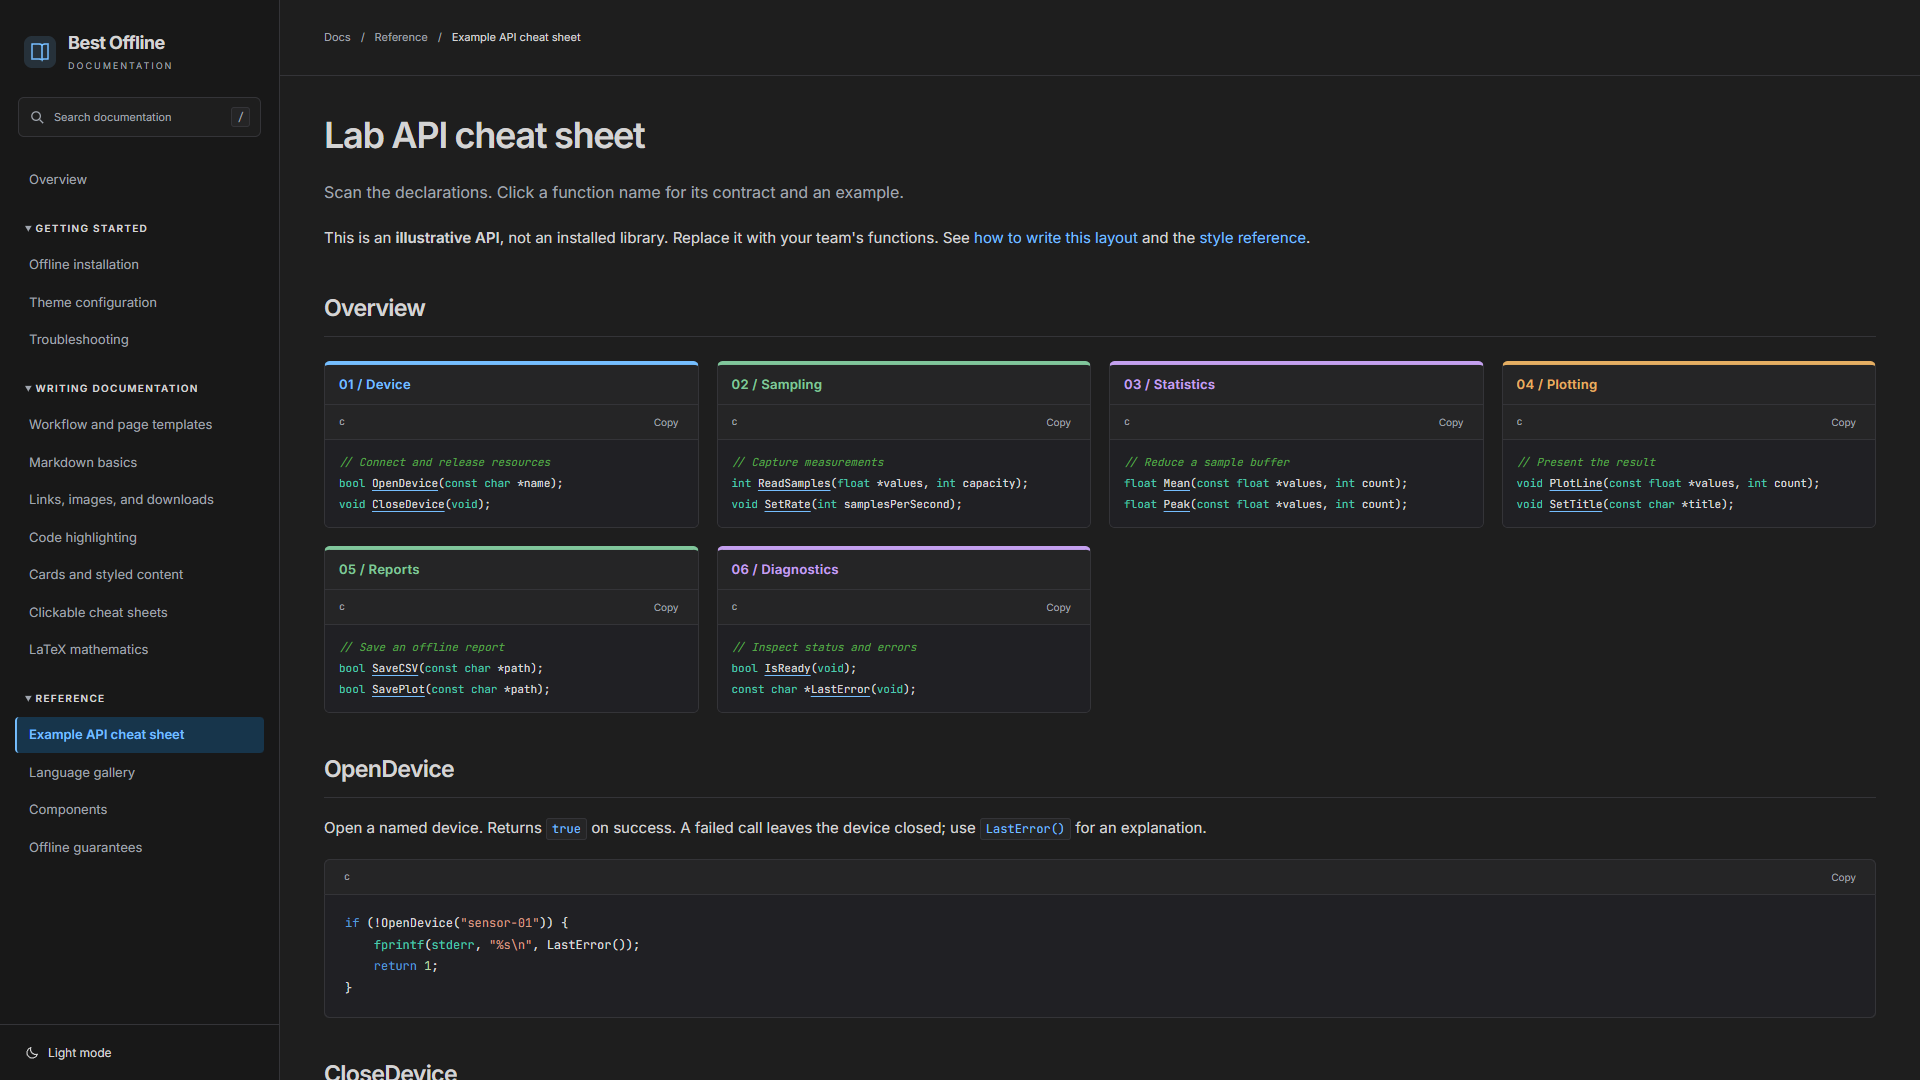 Best Offline
DOCUMENTATION
Search documentation /
Overview
▾ GETTING STARTED
Offline installation
Theme configuration
Troubleshooting
▾ WRITING DOCUMENTATION
Workflow and page templates
Markdown basics
Links, images, and downloads
Code highlighting
Cards and styled content
Clickable cheat sheets
LaTeX mathematics
▾ REFERENCE
Example API cheat sheet
Language gallery
Components
Offline guarantees
Light mode
Docs / Reference / Example API cheat sheet
Lab API cheat sheet
Scan the declarations. Click a function name for its contract and an example.
This is an illustrative API, not an installed library. Replace it with your team's functions. See how to write this layout and the style reference.
Overview
01 / Device
c Copy
// Connect and release resources
bool OpenDevice(const char *name);
void CloseDevice(void);
02 / Sampling
c Copy
// Capture measurements
int ReadSamples(float *values, int capacity);
void SetRate(int samplesPerSecond);
03 / Statistics
c Copy
// Reduce a sample buffer
float Mean(const float *values, int count);
float Peak(const float *values, int count);
04 / Plotting
c Copy
// Present the result
void PlotLine(const float *values, int count);
void SetTitle(const char *title);
05 / Reports
c Copy
// Save an offline report
bool SaveCSV(const char *path);
bool SavePlot(const char *path);
06 / Diagnostics
c Copy
// Inspect status and errors
bool IsReady(void);
const char *LastError(void);
OpenDevice
Open a named device. Returns true on success. A failed call leaves the device closed; use LastError() for an explanation.
c Copy
if (!OpenDevice("sensor-01")) {
    fprintf(stderr, "%s\n", LastError());
    return 1;
}
CloseDevice